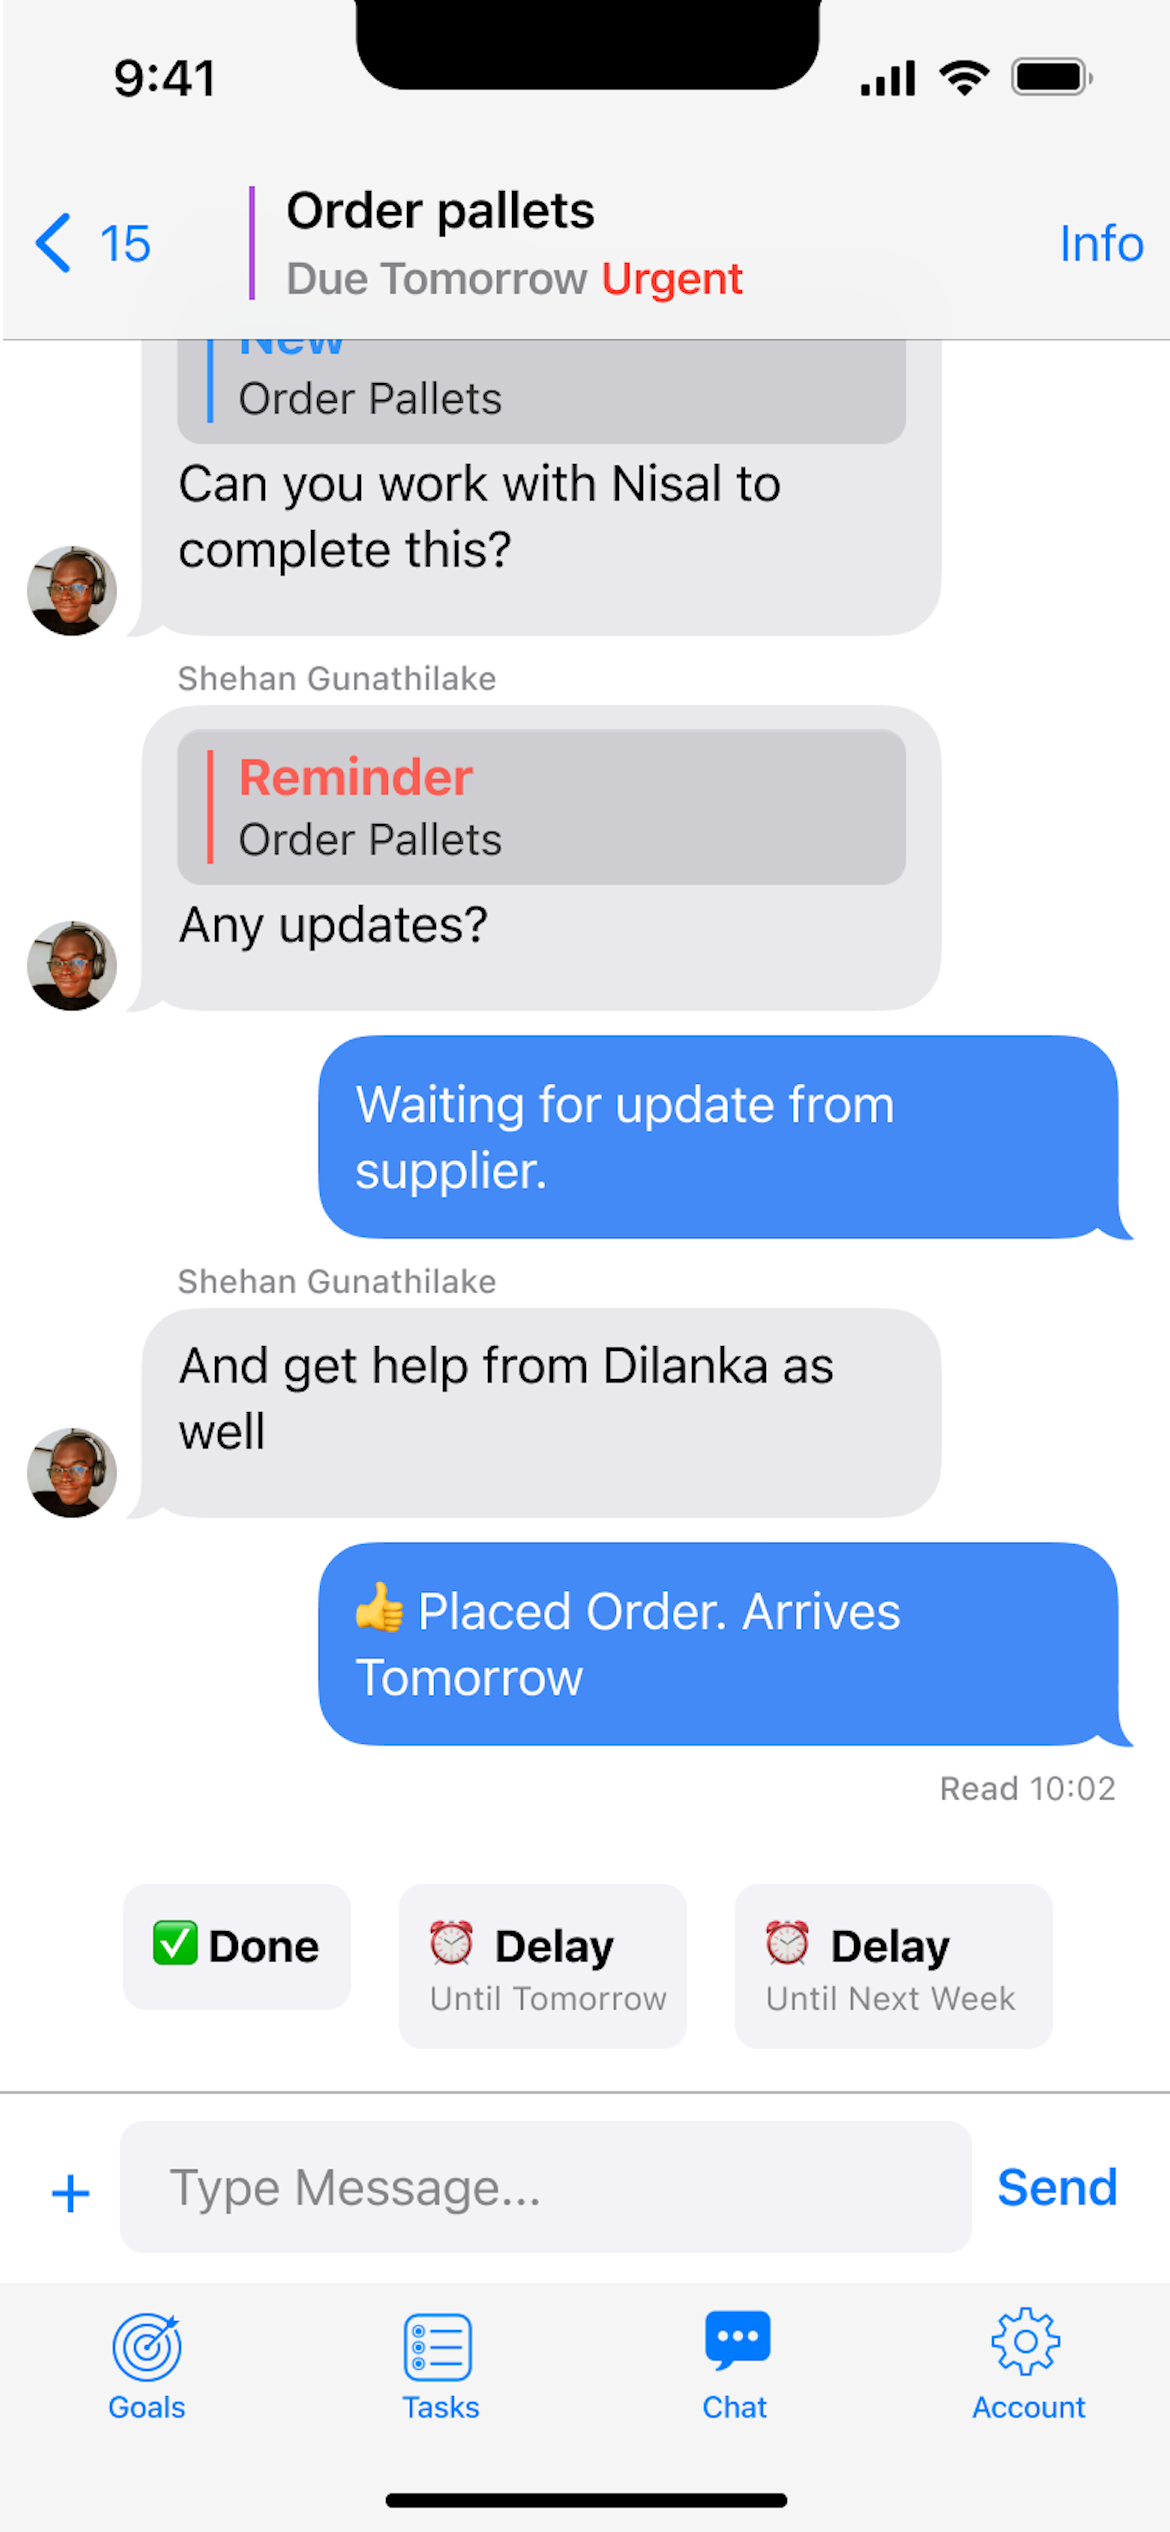 9:41
15
Order pallets
Due Tomorrow Urgent
Info
New
Order Pallets
Can you work with Nisal to
complete this?
Shehan Gunathilake
Reminder
Order Pallets
Any updates?
Waiting for update from
supplier.
Shehan Gunathilake
And get help from Dilanka as
well
👍 Placed Order. Arrives
Tomorrow
Read 10:02
✅ Done
⏰ Delay
Until Tomorrow
⏰ Delay
Until Next Week
+
Type Message...
Send
Goals
Tasks
Chat
Account